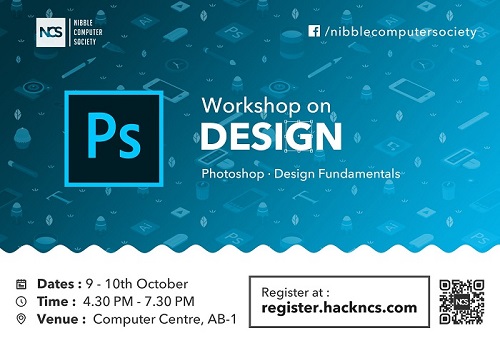 NCS
NIBBLE
COMPUTER
SOCIETY
/nibblecomputersociety
Ps
Workshop on
DESIGN
Photoshop · Design Fundamentals
Dates : 9 - 10th October
Time : 4.30 PM - 7.30 PM
Venue : Computer Centre, AB-1
Register at :
register.hackncs.com
NCS